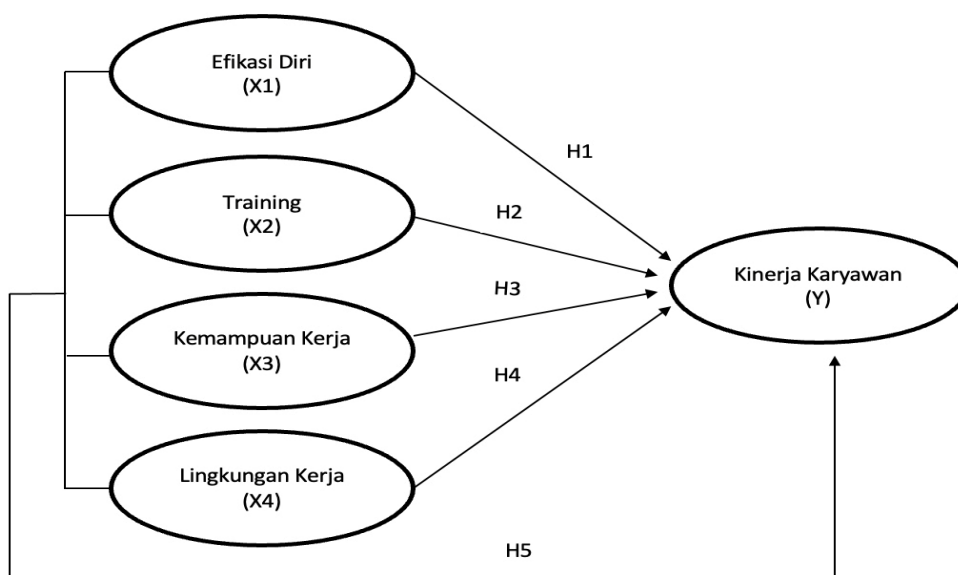 Efikasi Diri
(X1)
H1
Training
(X2)
H2
Kinerja Karyawan
(Y)
H3
Kemampuan Kerja
(X3)
H4
Lingkungan Kerja
(X4)
H5